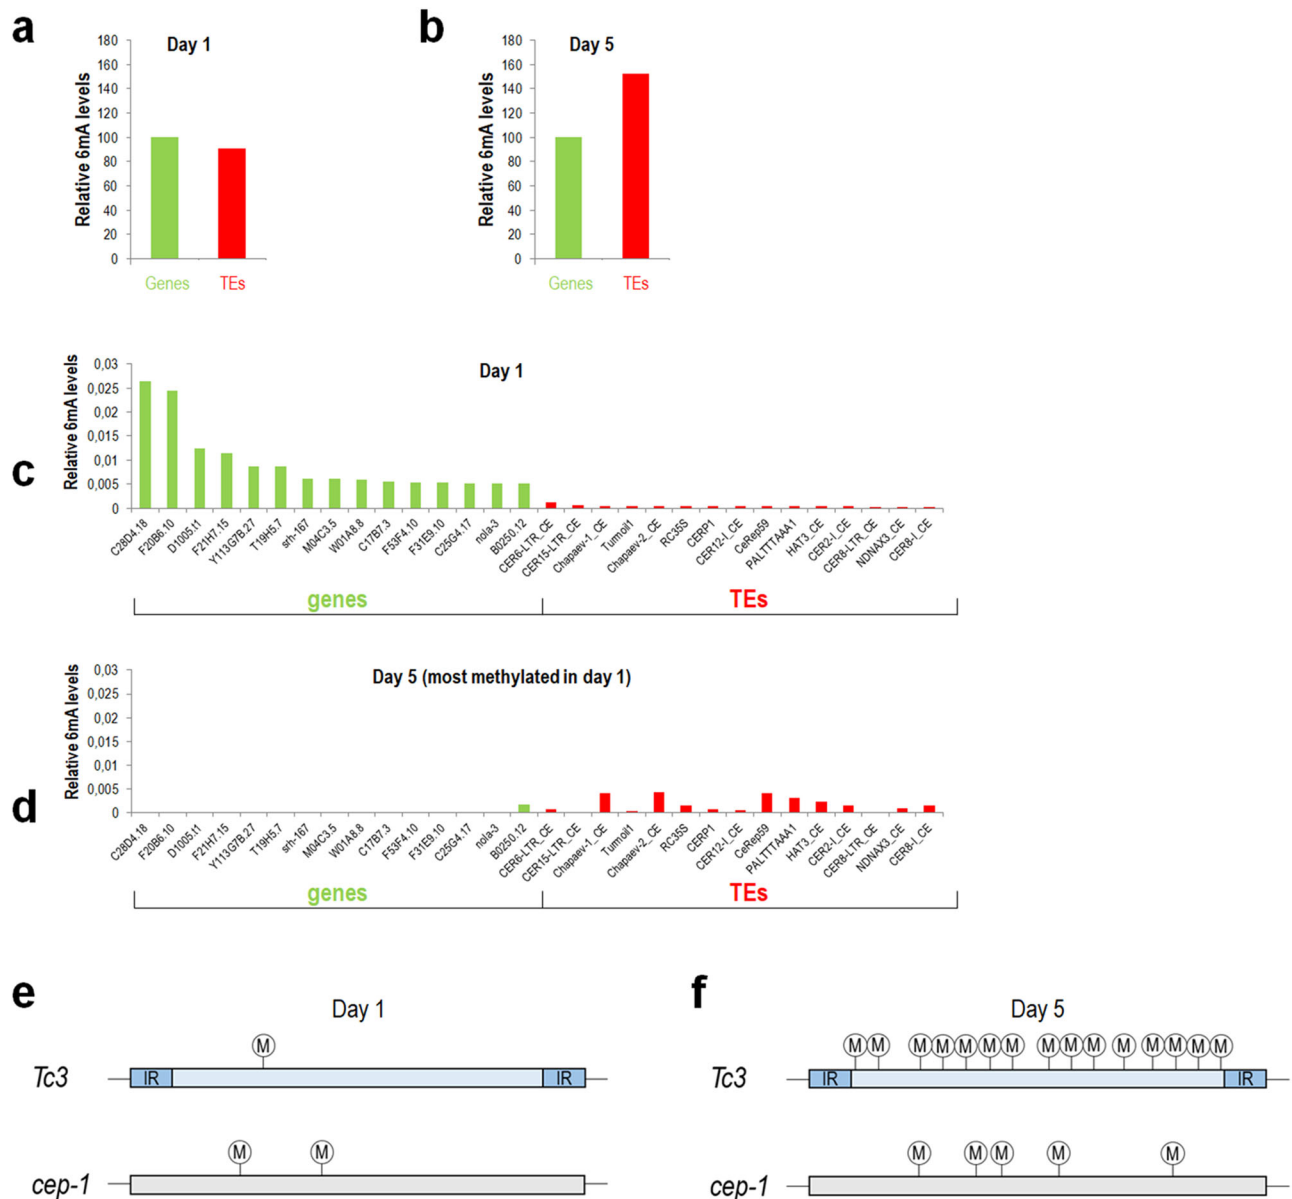 a
Day 1
Relative 6mA levels
180
160
140
120
100
80
60
40
20
0
Genes TEs
b
Day 5
Relative 6mA levels
180
160
140
120
100
80
60
40
20
0
Genes TEs
c
Day 1
Relative 6mA levels
0,03
0,025
0,02
0,015
0,01
0,005
0
C28D4.18
F20B6.10
D1005.t1
F21H7.15
Y113G7B.27
T19H5.7
srh-167
M04C3.5
W01A8.8
C17B7.3
F53F4.10
F31E9.10
C25G4.17
nola-3
B0250.12
CER6-LTR_CE
CER15-LTR_CE
Chapaev-1_CE
Turmoil1
Chapaev-2_CE
RC35S
CERP1
CER12-I_CE
CeRep59
PALTTTAAA1
HAT3_CE
CER2-I_CE
CER8-LTR_CE
NDNAX3_CE
CER8-I_CE
genes TEs
d
Day 5 (most methylated in day 1)
Relative 6mA levels
0,03
0,025
0,02
0,015
0,01
0,005
0
C28D4.18
F20B6.10
D1005.t1
F21H7.15
Y113G7B.27
T19H5.7
srh-167
M04C3.5
W01A8.8
C17B7.3
F53F4.10
F31E9.10
C25G4.17
nola-3
B0250.12
CER6-LTR_CE
CER15-LTR_CE
Chapaev-1_CE
Turmoil1
Chapaev-2_CE
RC35S
CERP1
CER12-I_CE
CeRep59
PALTTTAAA1
HAT3_CE
CER2-I_CE
CER8-LTR_CE
NDNAX3_CE
CER8-I_CE
genes TEs
e
Day 1
M
Tc3 IR IR
M M
cep-1
f
Day 5
M M M M M M M M M M M M M M M
Tc3 IR IR
M M M M M
cep-1